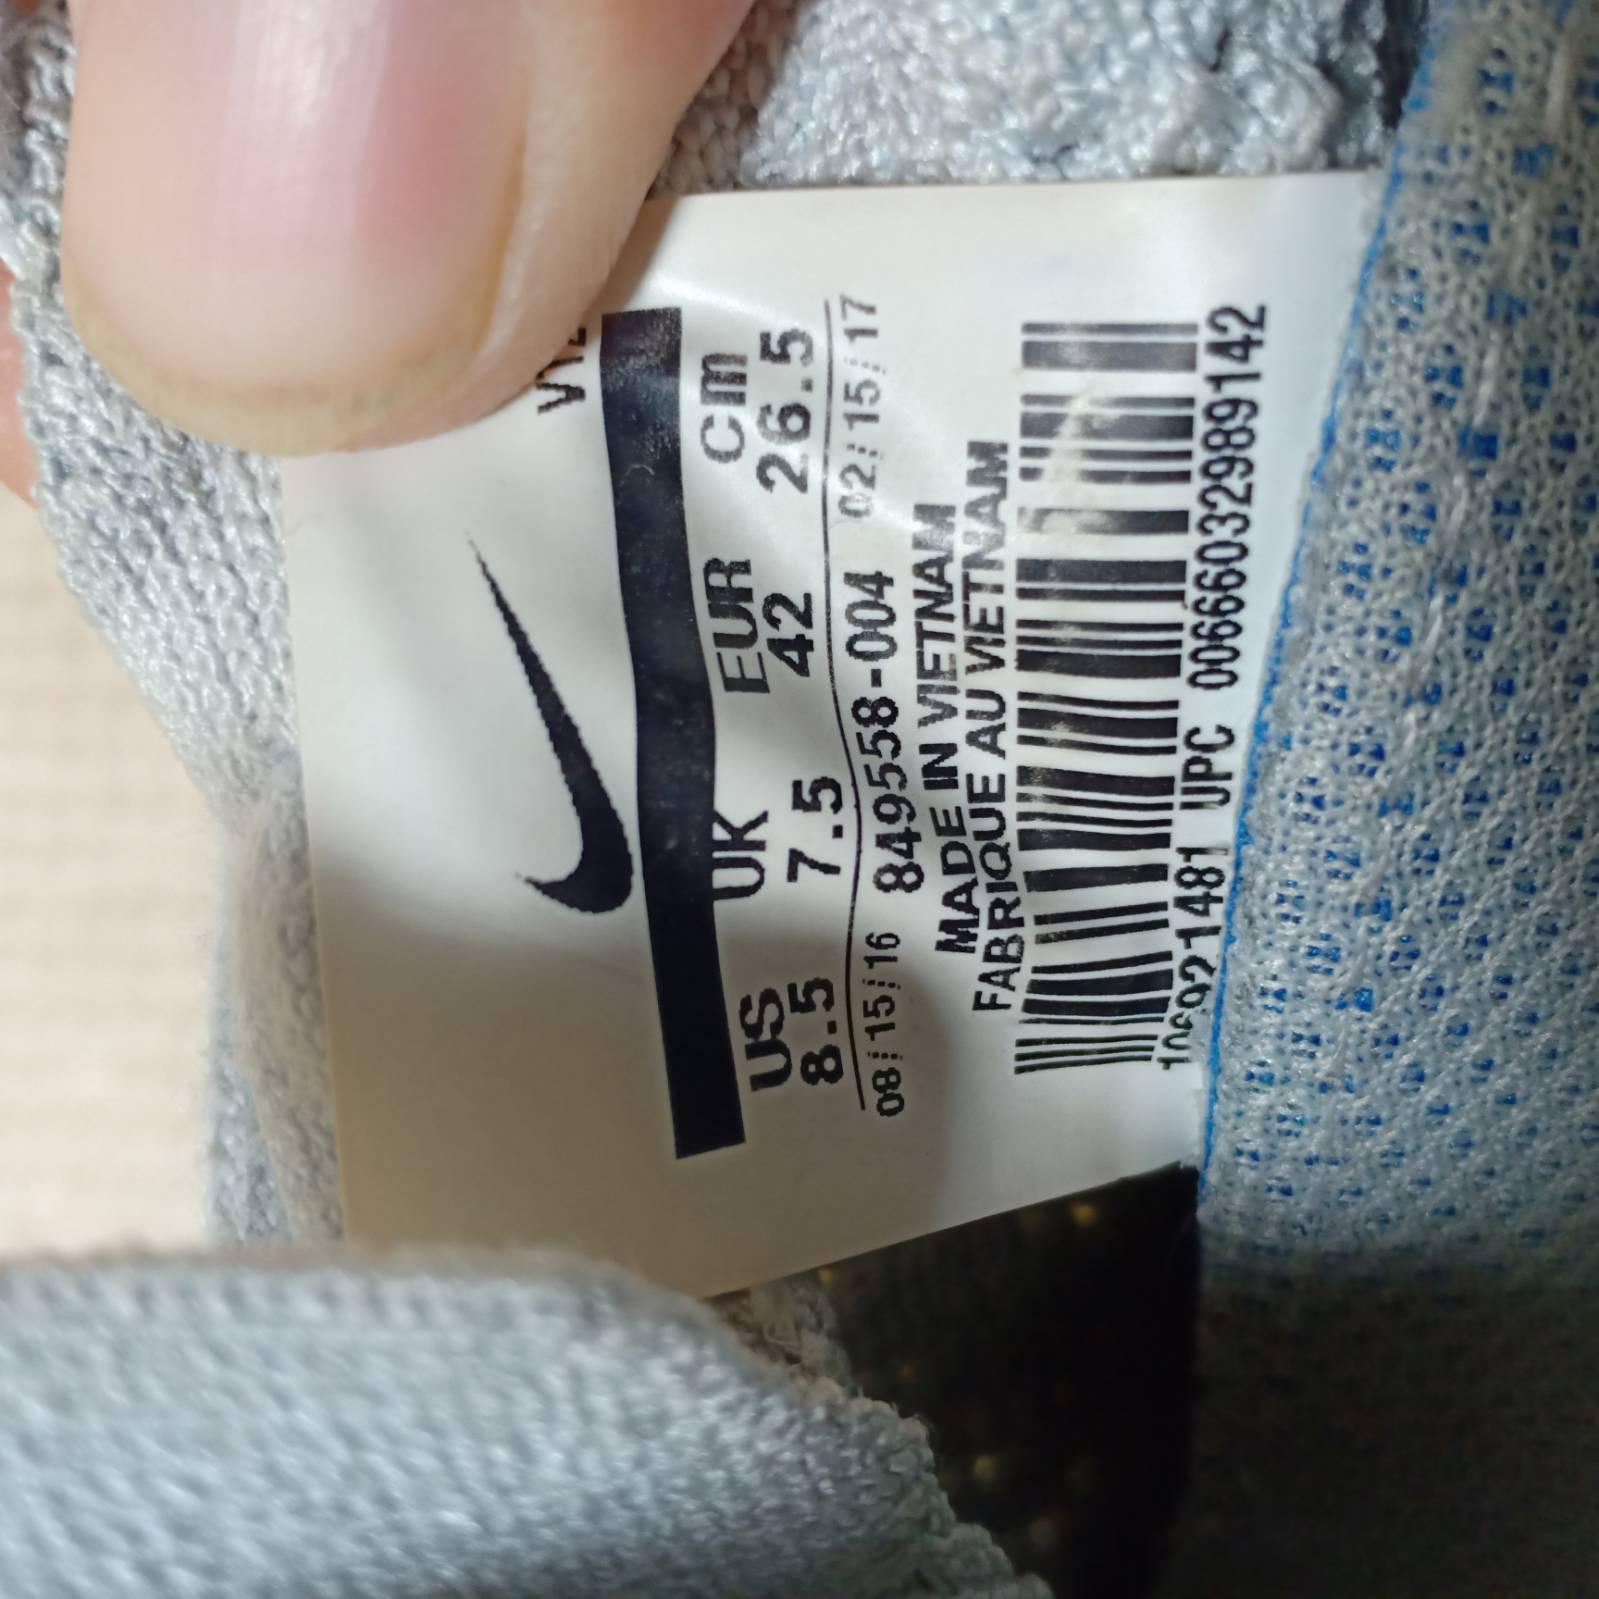 US UK EUR cm
8.5 7.5 42 26.5
08/15/16 849558-004 02/15/17
MADE IN VIETNAM
FABRIQUE AU VIETNAM
UPC 00666032989142